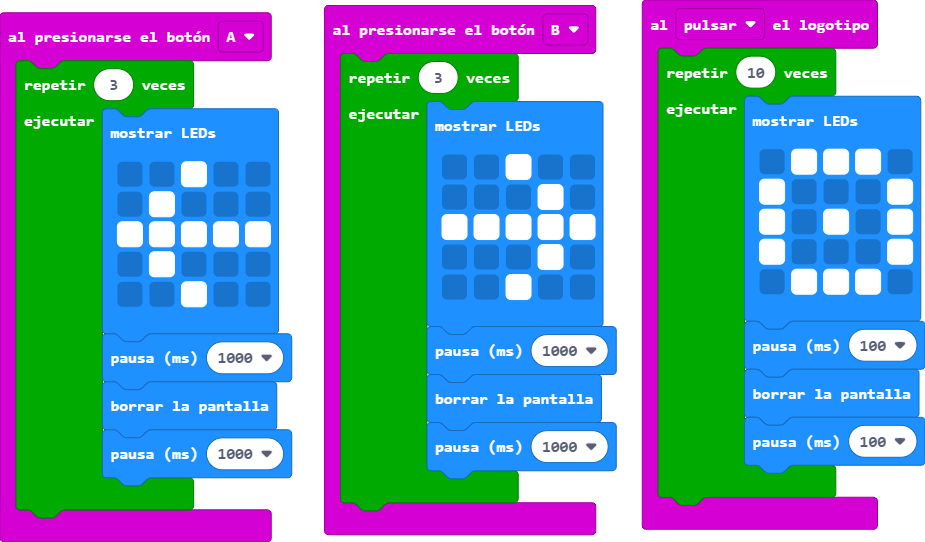 al presionarse el botón A
repetir 3 veces
ejecutar
mostrar LEDs
pausa (ms) 1000
borrar la pantalla
pausa (ms) 1000
al presionarse el botón B
repetir 3 veces
ejecutar
mostrar LEDs
pausa (ms) 1000
borrar la pantalla
pausa (ms) 1000
al pulsar el logotipo
repetir 10 veces
ejecutar
mostrar LEDs
pausa (ms) 100
borrar la pantalla
pausa (ms) 100